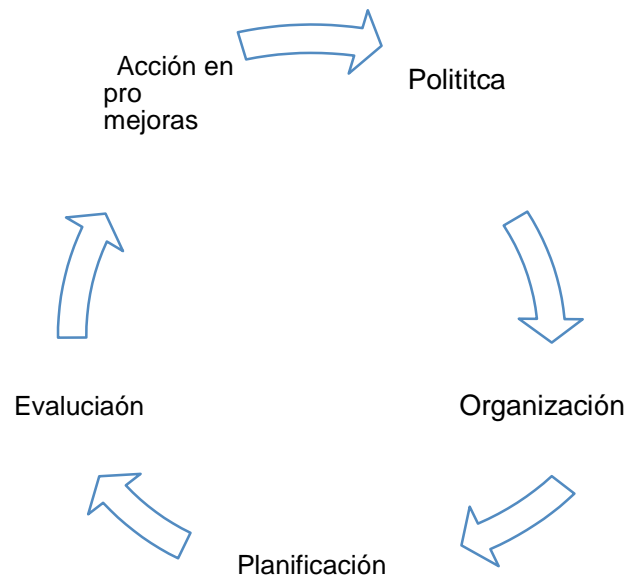 Acción en
pro
mejoras
Polititca
Organización
Planificación
Evaluciaón